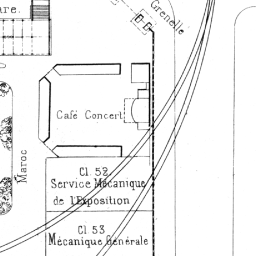 are.
Grenelle
Café Concert
Maroc
Cl. 52
Service Mécanique
de l'Exposition
Cl 53
Mécanique Générale